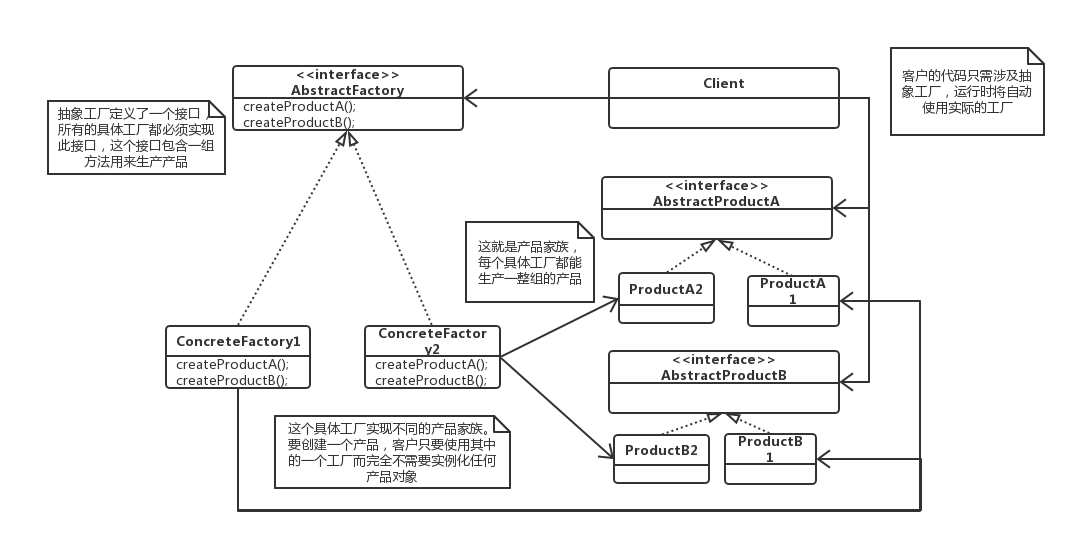 <<interface>>
AbstractFactory
createProductA();
createProductB();
Client
客户的代码只需涉及抽
象工厂，运行时将自动
使用实际的工厂
抽象工厂定义了一个接口，
所有的具体工厂都必须实现
此接口，这个接口包含一组
方法用来生产产品
<<interface>>
AbstractProductA
这就是产品家族，
每个具体工厂都能
生产一整组的产品
ProductA2
ProductA
1
ConcreteFactory1
createProductA();
createProductB();
ConcreteFactor
y2
createProductA();
createProductB();
<<interface>>
AbstractProductB
这个具体工厂实现不同的产品家族。
要创建一个产品，客户只要使用其中
的一个工厂而完全不需要实例化任何
产品对象
ProductB2
ProductB
1